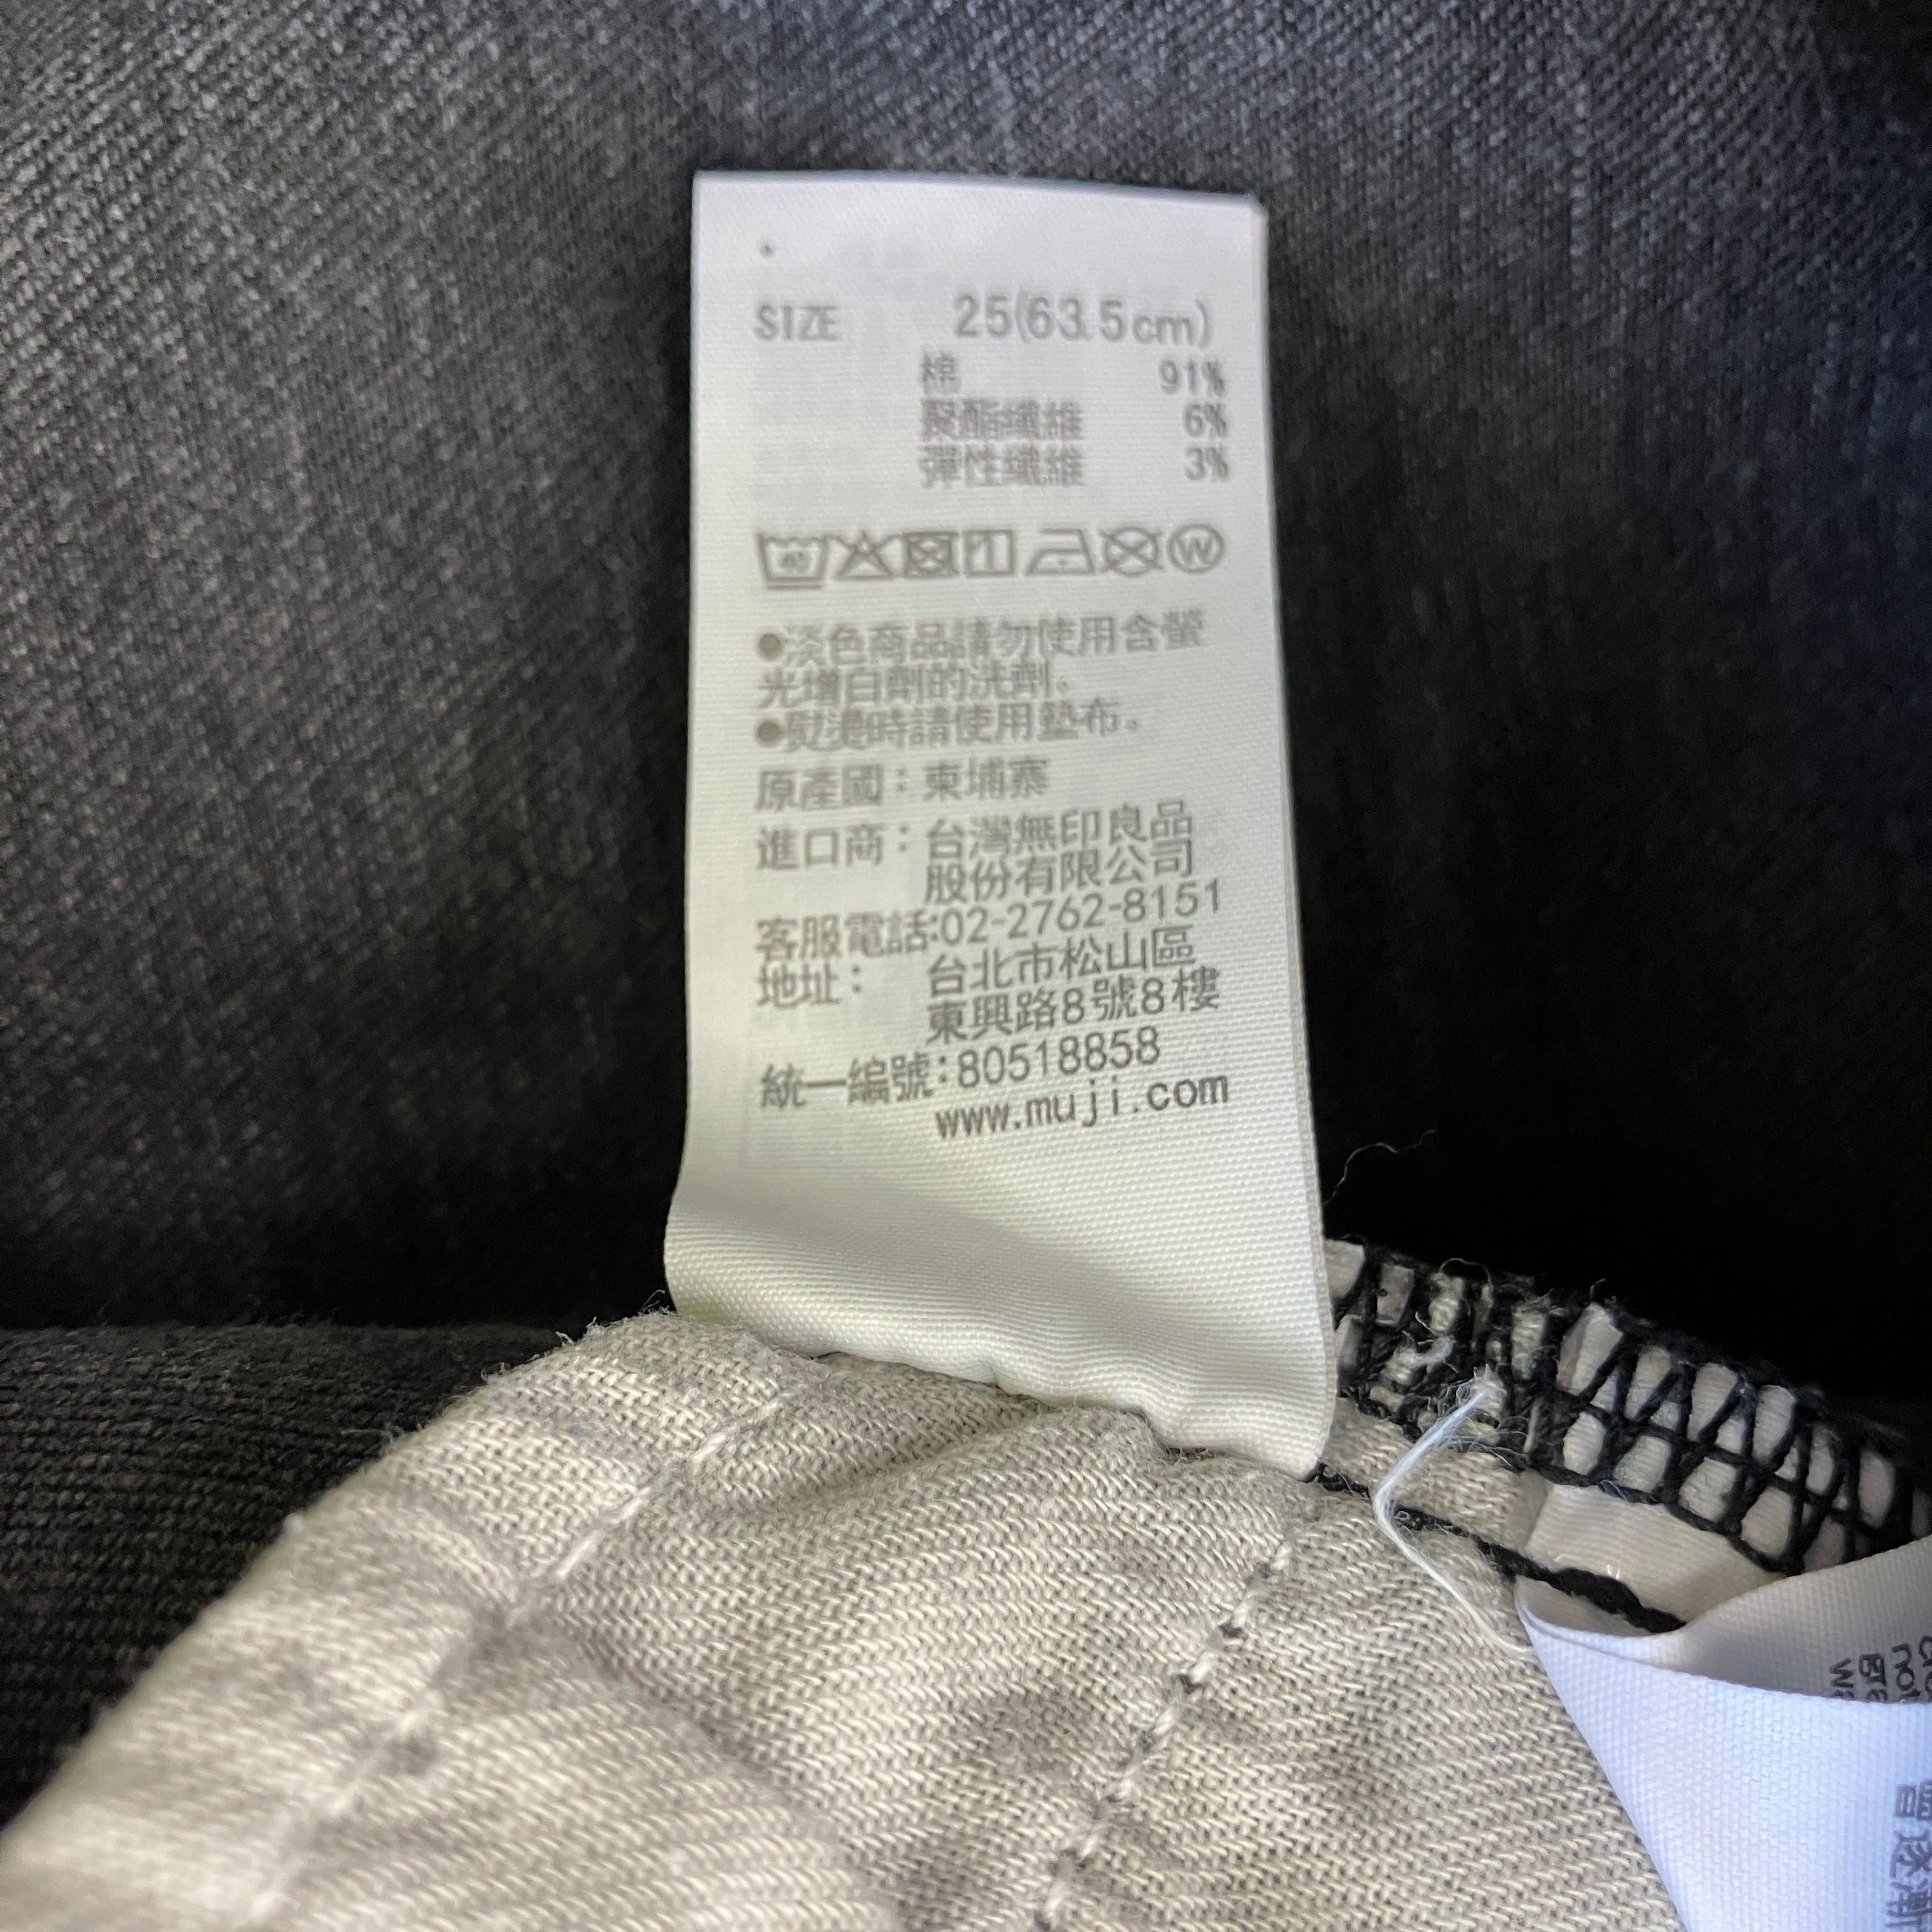 SIZE 25(63.5cm)
棉 91%
聚酯纖維 6%
彈性纖維 3%
40 W
●淡色商品請勿使用含螢
光增白劑的洗劑。
●熨燙時請使用墊布。
原產國：柬埔寨
進口商：台灣無印良品
股份有限公司
客服電話:02-2762-8151
地址： 台北市松山區
東興路8號8樓
統一編號：80518858
www.muji.com